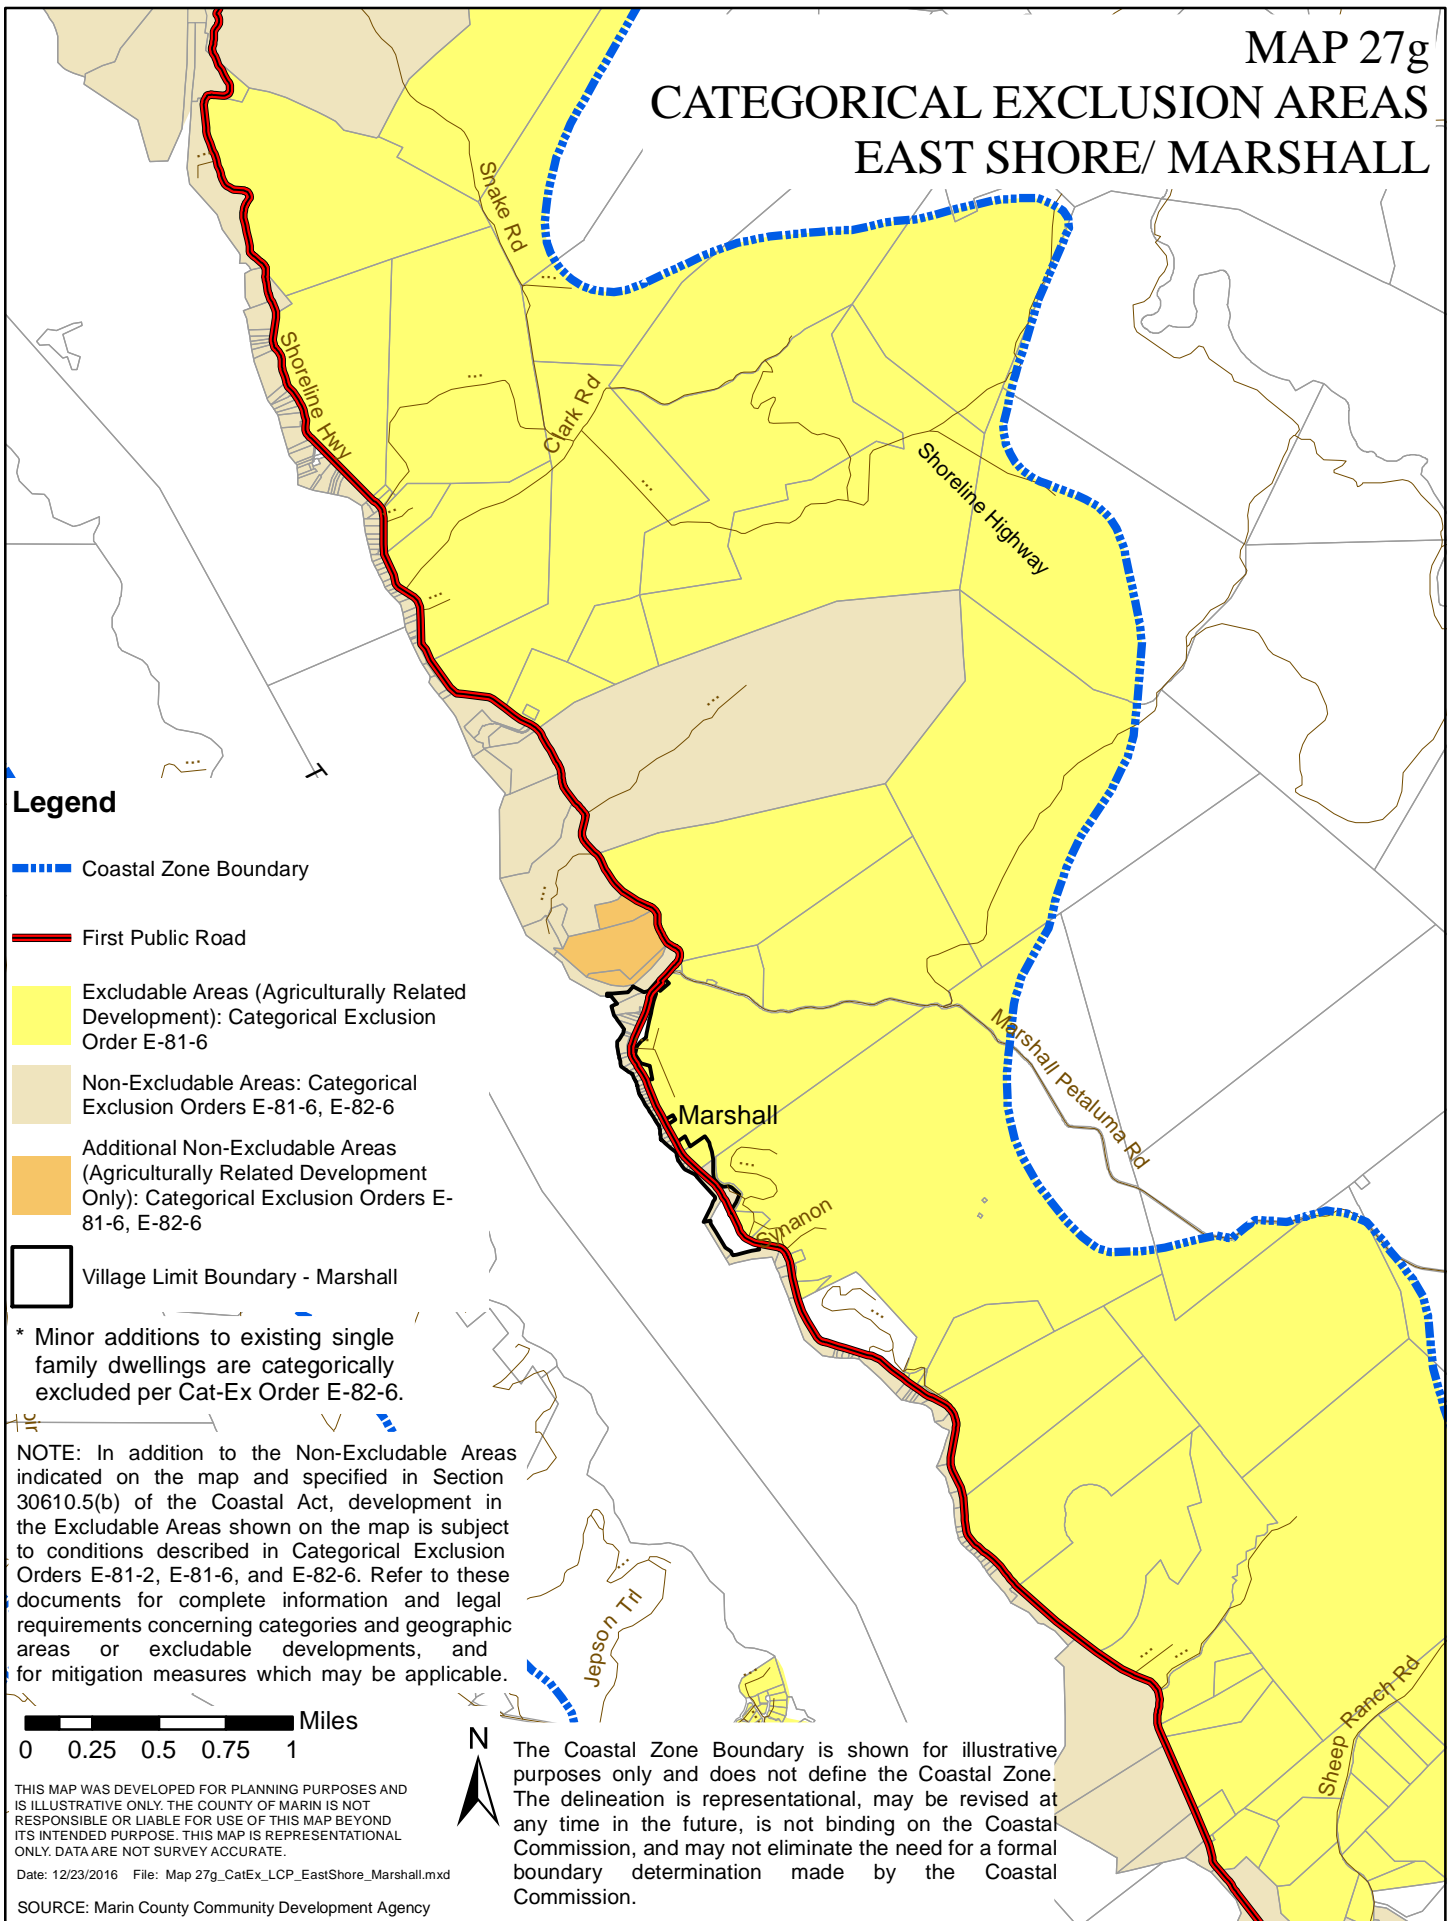 MAP 27g
CATEGORICAL EXCLUSION AREAS
EAST SHORE/ MARSHALL
Snake Rd
Shoreline Hwy
Clark Rd
Shoreline Highway
Marshall Petaluma Rd
Marshall
Synanon
Jepson Trl
Sheep Ranch Rd
Legend
Coastal Zone Boundary
First Public Road
Excludable Areas (Agriculturally Related
Development): Categorical Exclusion
Order E-81-6
Non-Excludable Areas: Categorical
Exclusion Orders E-81-6, E-82-6
Additional Non-Excludable Areas
(Agriculturally Related Development
Only): Categorical Exclusion Orders E-
81-6, E-82-6
Village Limit Boundary - Marshall
* Minor additions to existing single
family dwellings are categorically
excluded per Cat-Ex Order E-82-6.
NOTE: In addition to the Non-Excludable Areas
indicated on the map and specified in Section
30610.5(b) of the Coastal Act, development in
the Excludable Areas shown on the map is subject
to conditions described in Categorical Exclusion
Orders E-81-2, E-81-6, and E-82-6. Refer to these
documents for complete information and legal
requirements concerning categories and geographic
areas or excludable developments, and
for mitigation measures which may be applicable.
Miles
0 0.25 0.5 0.75 1
N
THIS MAP WAS DEVELOPED FOR PLANNING PURPOSES AND
IS ILLUSTRATIVE ONLY. THE COUNTY OF MARIN IS NOT
RESPONSIBLE OR LIABLE FOR USE OF THIS MAP BEYOND
ITS INTENDED PURPOSE. THIS MAP IS REPRESENTATIONAL
ONLY. DATA ARE NOT SURVEY ACCURATE.
Date: 12/23/2016 File: Map 27g_CatEx_LCP_EastShore_Marshall.mxd
SOURCE: Marin County Community Development Agency
The Coastal Zone Boundary is shown for illustrative
purposes only and does not define the Coastal Zone.
The delineation is representational, may be revised at
any time in the future, is not binding on the Coastal
Commission, and may not eliminate the need for a formal
boundary determination made by the Coastal
Commission.